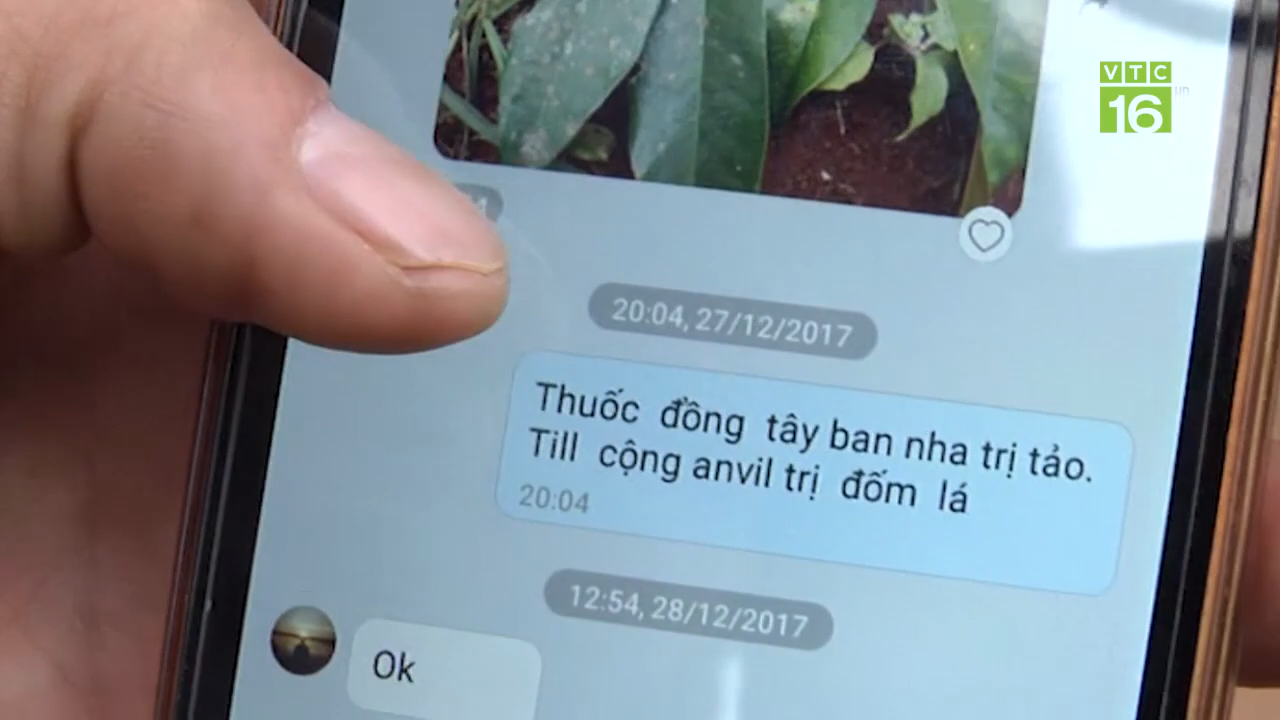 VTC
16
20:04, 27/12/2017
Thuốc đồng tây ban nha trị tảo.
Till cộng anvil trị đốm lá
20:04
12:54, 28/12/2017
Ok